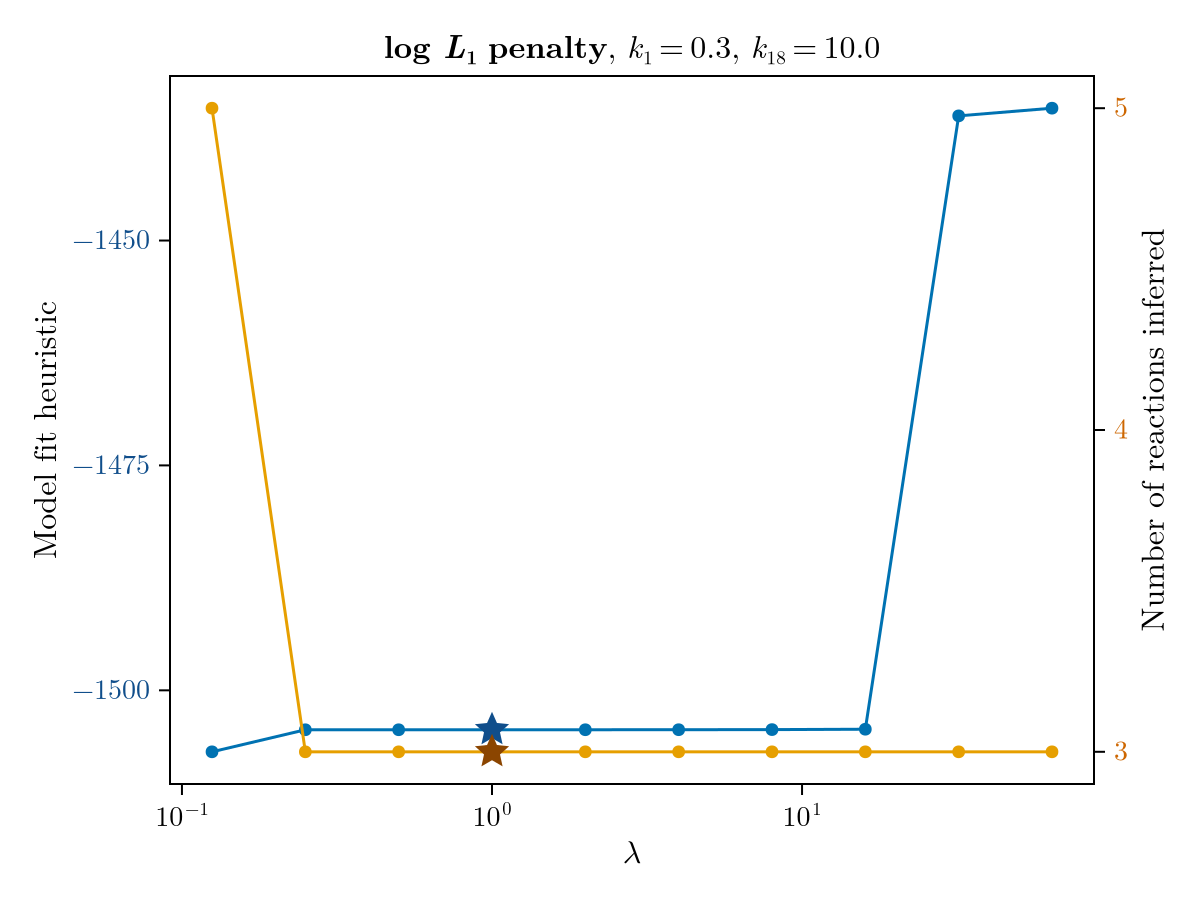 log L₁ penalty, k₁ = 0.3, k₁₈ = 10.0
Model fit heuristic
−1450
−1475
−1500
5
4
3
Number of reactions inferred
10⁻¹
10⁰
10¹
λ